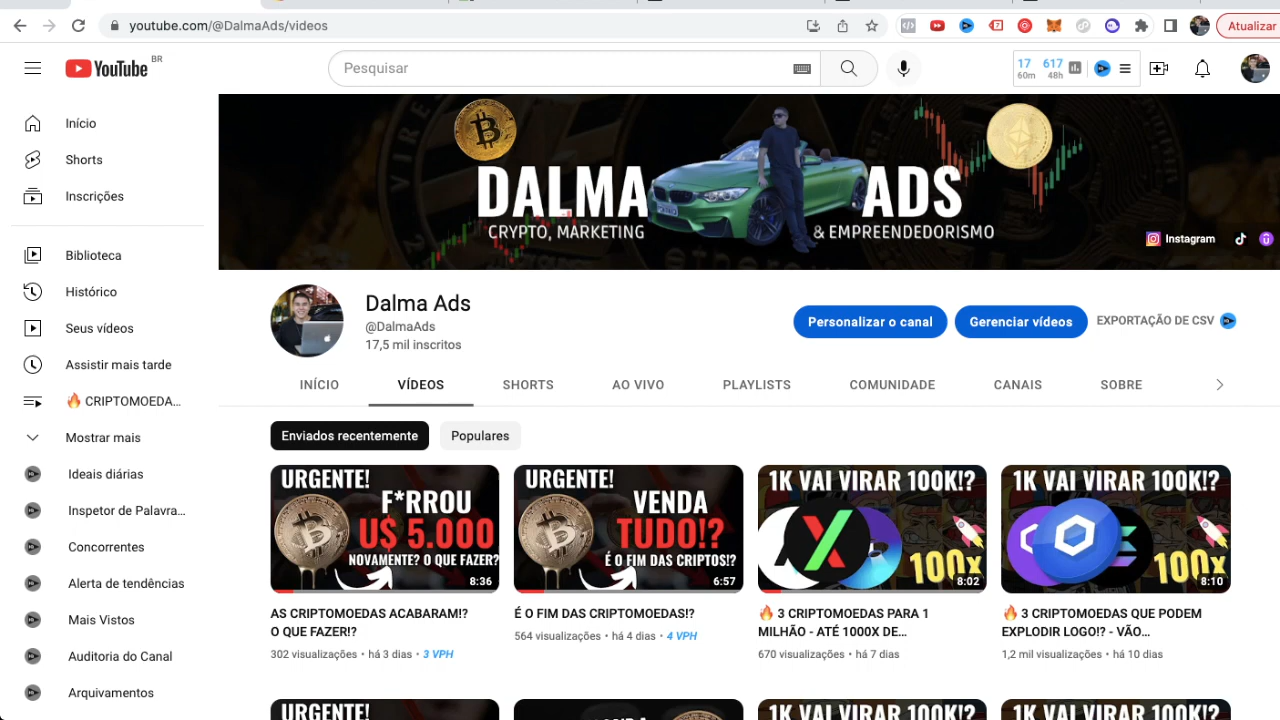 youtube.com/@DalmaAds/videos
Atualizar
YouTube BR
Pesquisar
17 617
60m 48h
Início
Shorts
Inscrições
Biblioteca
Histórico
Seus vídeos
Assistir mais tarde
🔥 CRIPTOMOEDA...
Mostrar mais
Ideais diárias
Inspetor de Palavra...
Concorrentes
Alerta de tendências
Mais Vistos
Auditoria do Canal
Arquivamentos
DALMA ADS
CRYPTO, MARKETING & EMPREENDEDORISMO
Instagram
Dalma Ads
@DalmaAds
17,5 mil inscritos
Personalizar o canal
Gerenciar vídeos
EXPORTAÇÃO DE CSV
INÍCIO VÍDEOS SHORTS AO VIVO PLAYLISTS COMUNIDADE CANAIS SOBRE
Enviados recentemente Populares
URGENTE!
F*RROU
U$ 5.000
NOVAMENTE? O QUE FAZER?
8:36
AS CRIPTOMOEDAS ACABARAM!?
O QUE FAZER!?
302 visualizações • há 3 dias • 3 VPH
URGENTE!
VENDA
TUDO!?
É O FIM DAS CRIPTOS!?
6:57
É O FIM DAS CRIPTOMOEDAS!?
564 visualizações • há 4 dias • 4 VPH
1K VAI VIRAR 100K!?
100x
8:02
🔥 3 CRIPTOMOEDAS PARA 1
MILHÃO - ATÉ 1000X DE...
670 visualizações • há 7 dias
1K VAI VIRAR 100K!?
100x
8:10
🔥 3 CRIPTOMOEDAS QUE PODEM
EXPLODIR LOGO!? - VÃO...
1,2 mil visualizações • há 10 dias
URGENTE!
1K VAI VIRAR 100K!?
1K VAI VIRAR 100K!?